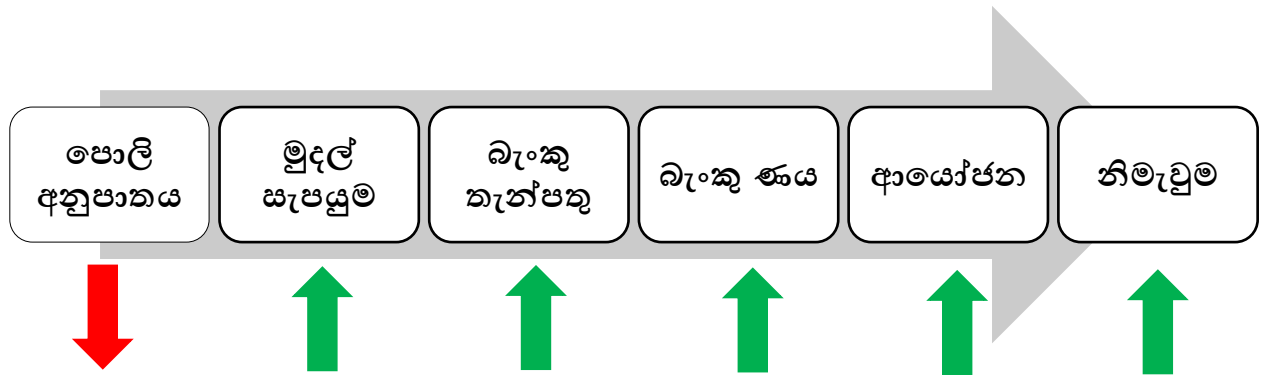 පොලි
අනුපාතය
මුදල්
සැපයුම
බැංකු
තැන්පතු
බැංකු ණය
ආයෝජන
නිමැවුම